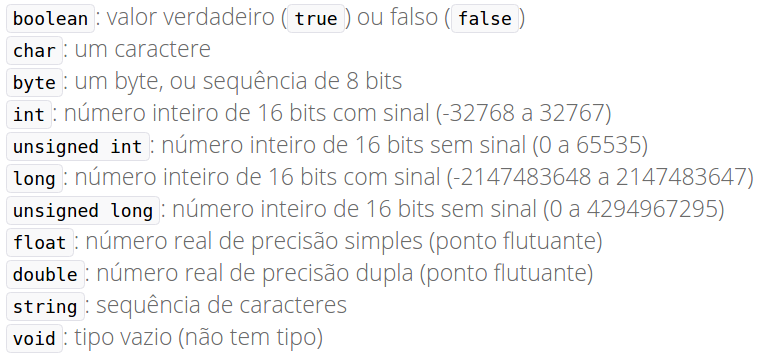 boolean: valor verdadeiro (true) ou falso (false)
char: um caractere
byte: um byte, ou sequência de 8 bits
int: número inteiro de 16 bits com sinal (-32768 a 32767)
unsigned int: número inteiro de 16 bits sem sinal (0 a 65535)
long: número inteiro de 16 bits com sinal (-2147483648 a 2147483647)
unsigned long: número inteiro de 16 bits sem sinal (0 a 4294967295)
float: número real de precisão simples (ponto flutuante)
double: número real de precisão dupla (ponto flutuante)
string: sequência de caracteres
void: tipo vazio (não tem tipo)